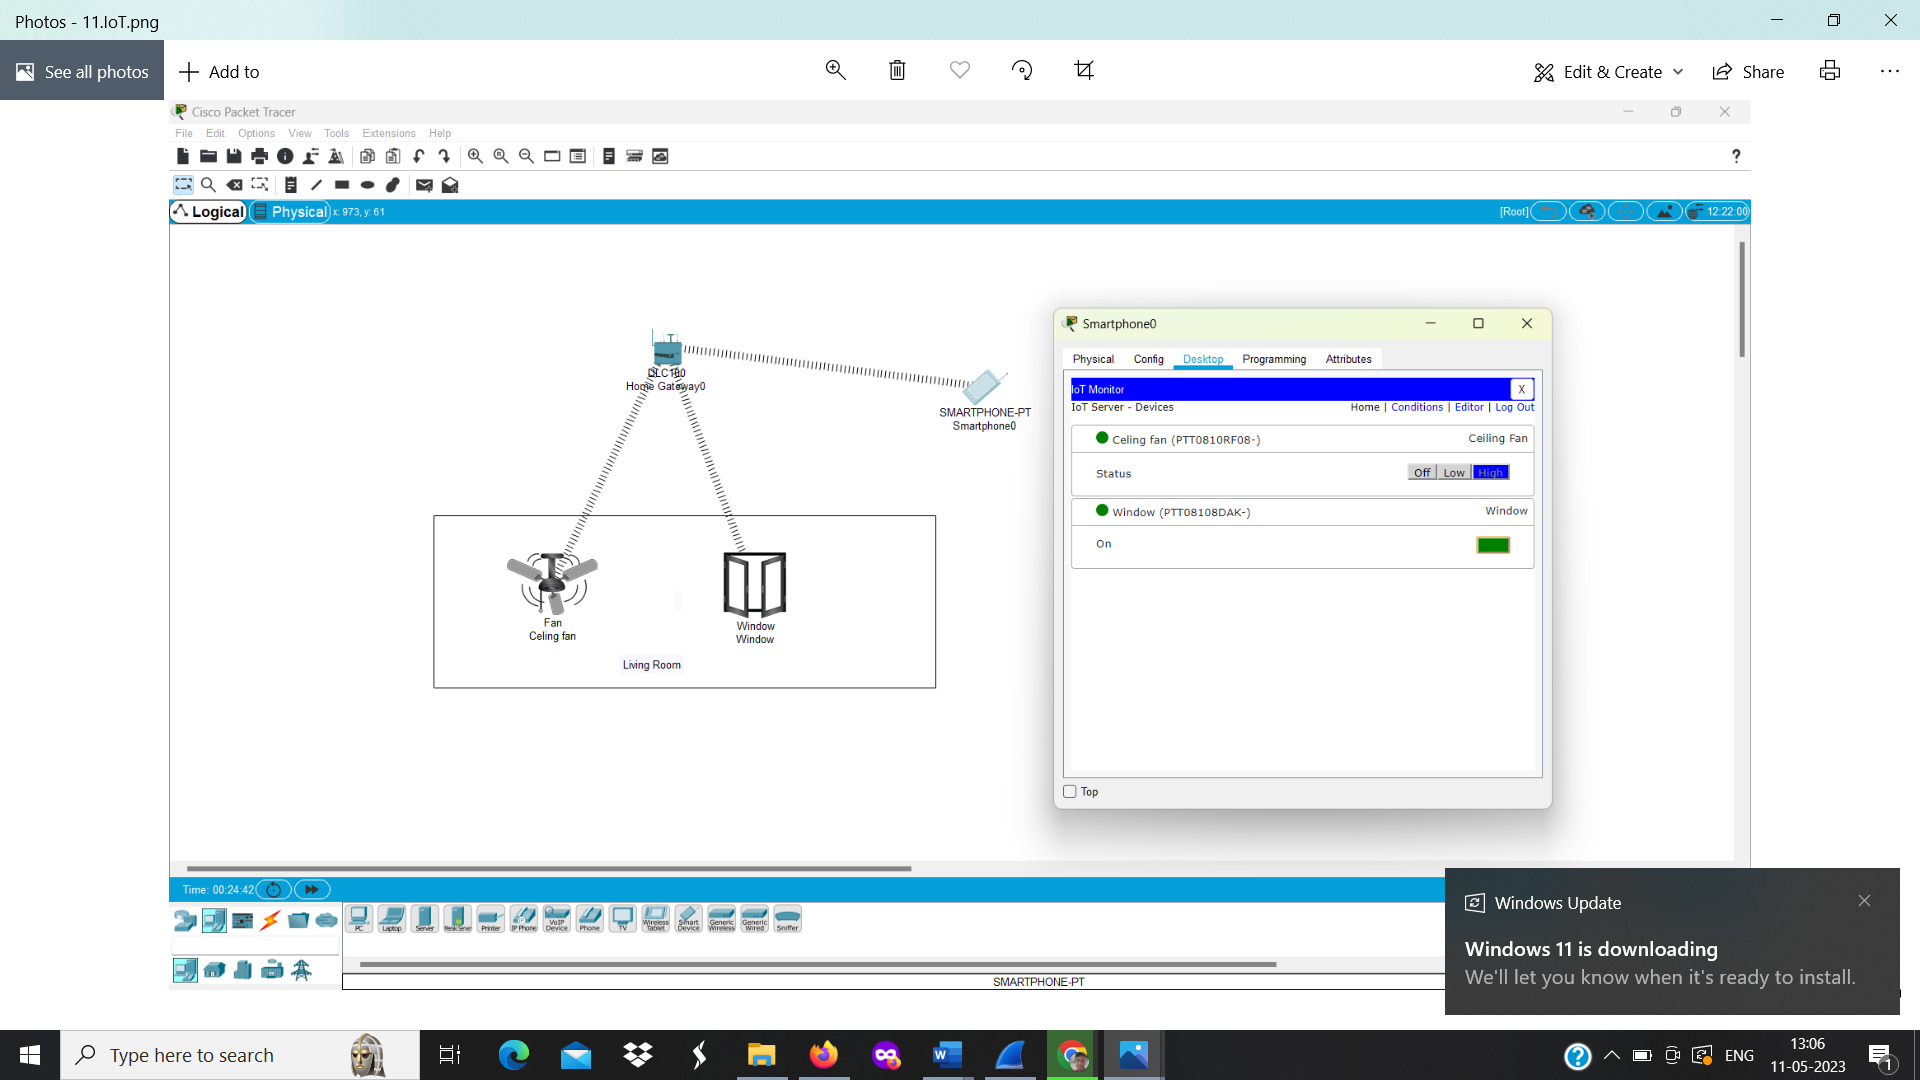 Photos - 11.IoT.png
See all photos
Add to
Edit & Create
Share
Cisco Packet Tracer
File Edit Options View Tools Extensions Help
?
Logical
Physical
x: 973, y: 61
[Root]
12:22:00
DLC100
Home Gateway0
SMARTPHONE-PT
Smartphone0
Fan
Celing fan
Window
Window
Living Room
Smartphone0
Physical Config Desktop Programming Attributes
IoT Monitor
X
IoT Server - Devices
Home | Conditions | Editor | Log Out
Celing fan (PTT0810RF08-)
Ceiling Fan
Status
Off Low High
Window (PTT08108DAK-)
Window
On
Top
Time: 00:24:42
PC Laptop Server Printer IP Phone VoIP Device Phone TV Wireless Tablet Smart Device Generic Wireless Generic Wired Sniffer
SMARTPHONE-PT
Windows Update
Windows 11 is downloading
We'll let you know when it's ready to install.
Type here to search
ENG
13:06
11-05-2023
1